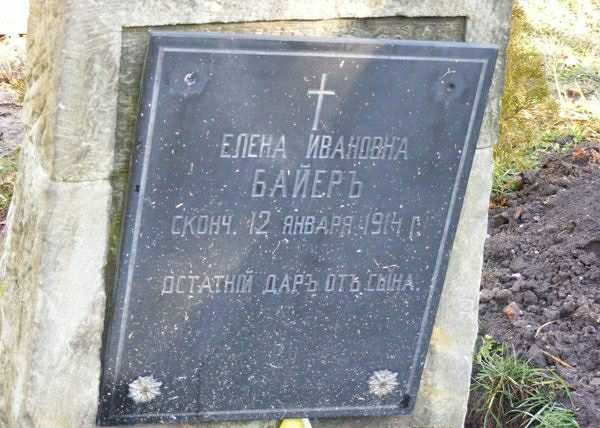 ЕЛЕНА ИВАНОВНА
БАЙЕРЪ
СКОНЧ. 12 ЯНВАРЯ 1914 Г.
ОСТАТНІЙ ДАРЪ ОТЪ СЫНА.